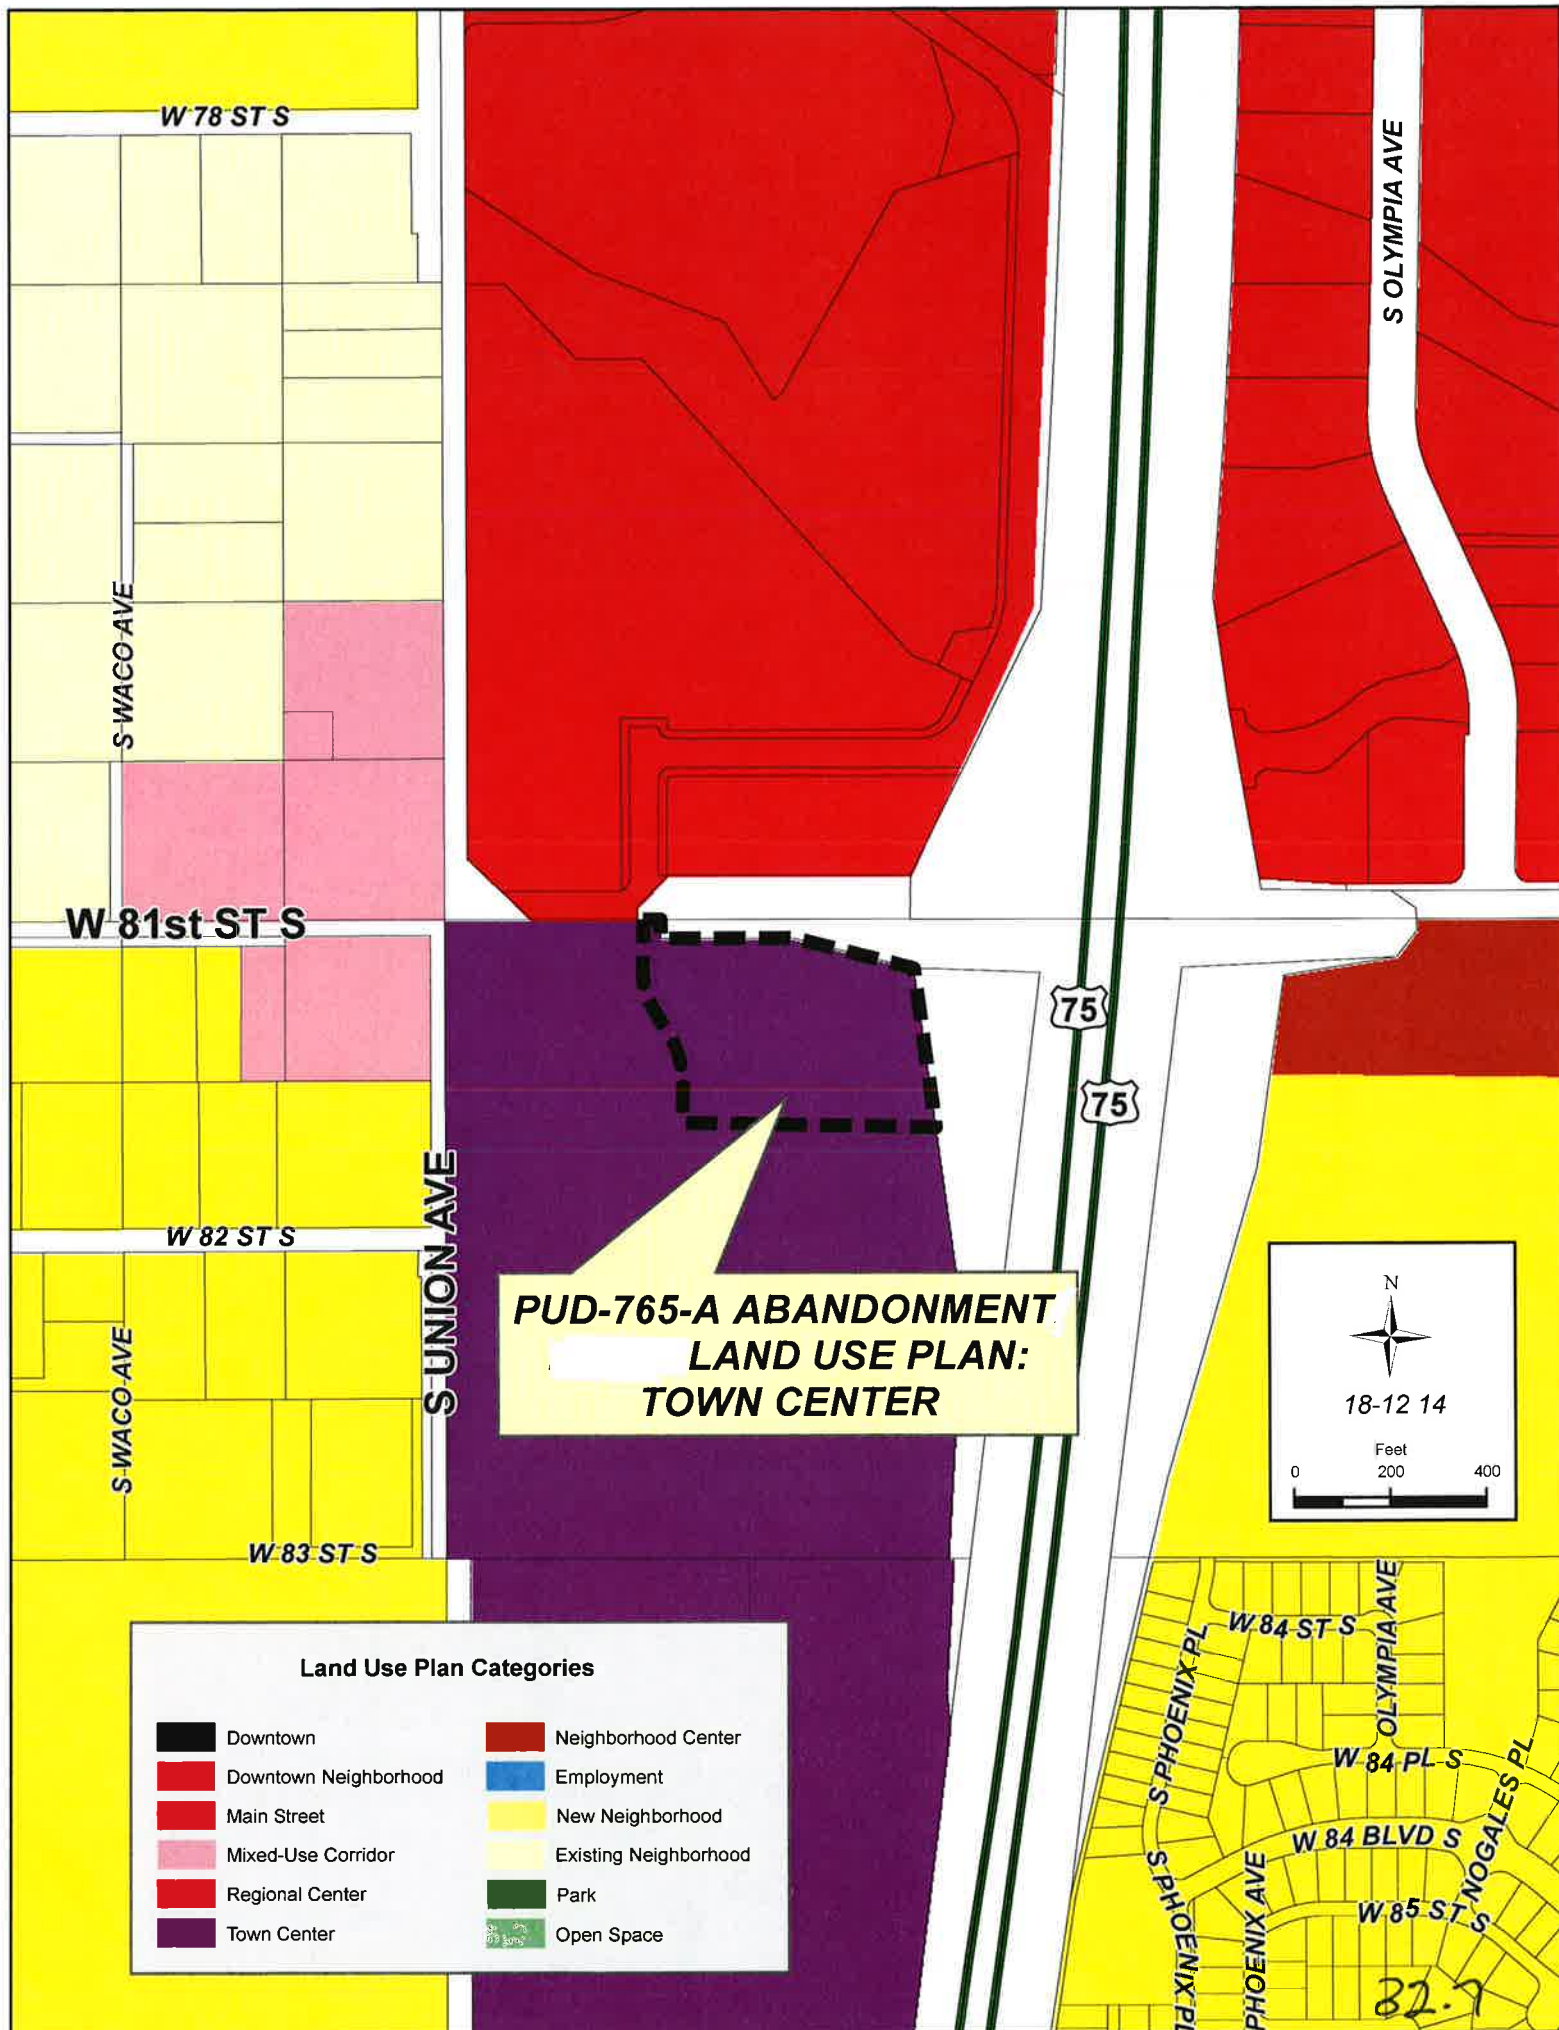 W 78 ST S
S OLYMPIA AVE
S WACO AVE
W 81st ST S
75
75
S UNION AVE
W 82 ST S
PUD-765-A ABANDONMENT
LAND USE PLAN:
TOWN CENTER
N
18-12 14
Feet
0 200 400
S WACO AVE
W 83 ST S
W 84 ST S
OLYMPIA AVE
S PHOENIX PL
W 84 PL S
S NOGALES PL
W 84 BLVD S
S PHOENIX PL
PHOENIX AVE
W 85 ST S
Land Use Plan Categories
Downtown
Downtown Neighborhood
Main Street
Mixed-Use Corridor
Regional Center
Town Center
Neighborhood Center
Employment
New Neighborhood
Existing Neighborhood
Park
Open Space
32.7